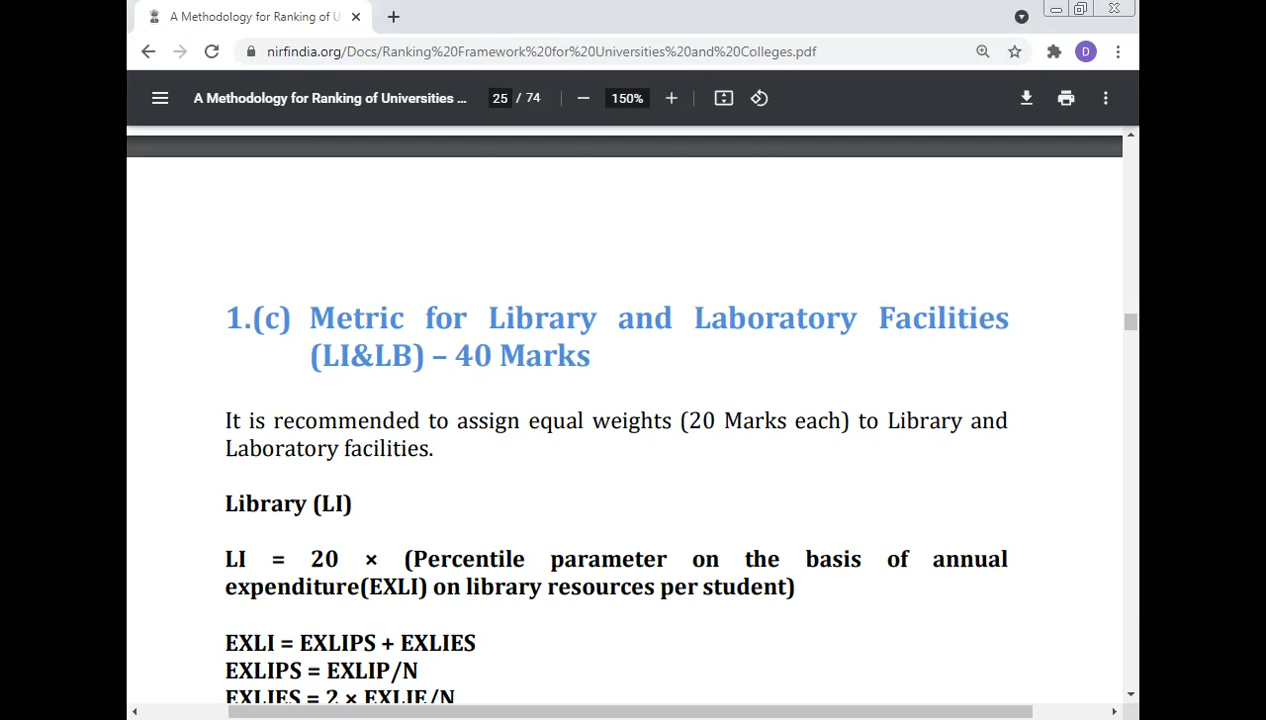 A Methodology for Ranking of U
nirfindia.org/Docs/Ranking%20Framework%20for%20Universities%20and%20Colleges.pdf
D
A Methodology for Ranking of Universities ...
25 / 74
150%
1.(c) Metric for Library and Laboratory Facilities
(LI&LB) – 40 Marks
It is recommended to assign equal weights (20 Marks each) to Library and
Laboratory facilities.
Library (LI)
LI = 20 × (Percentile parameter on the basis of annual
expenditure(EXLI) on library resources per student)
EXLI = EXLIPS + EXLIES
EXLIPS = EXLIP/N
EXLIES = 2 × EXLIE/N